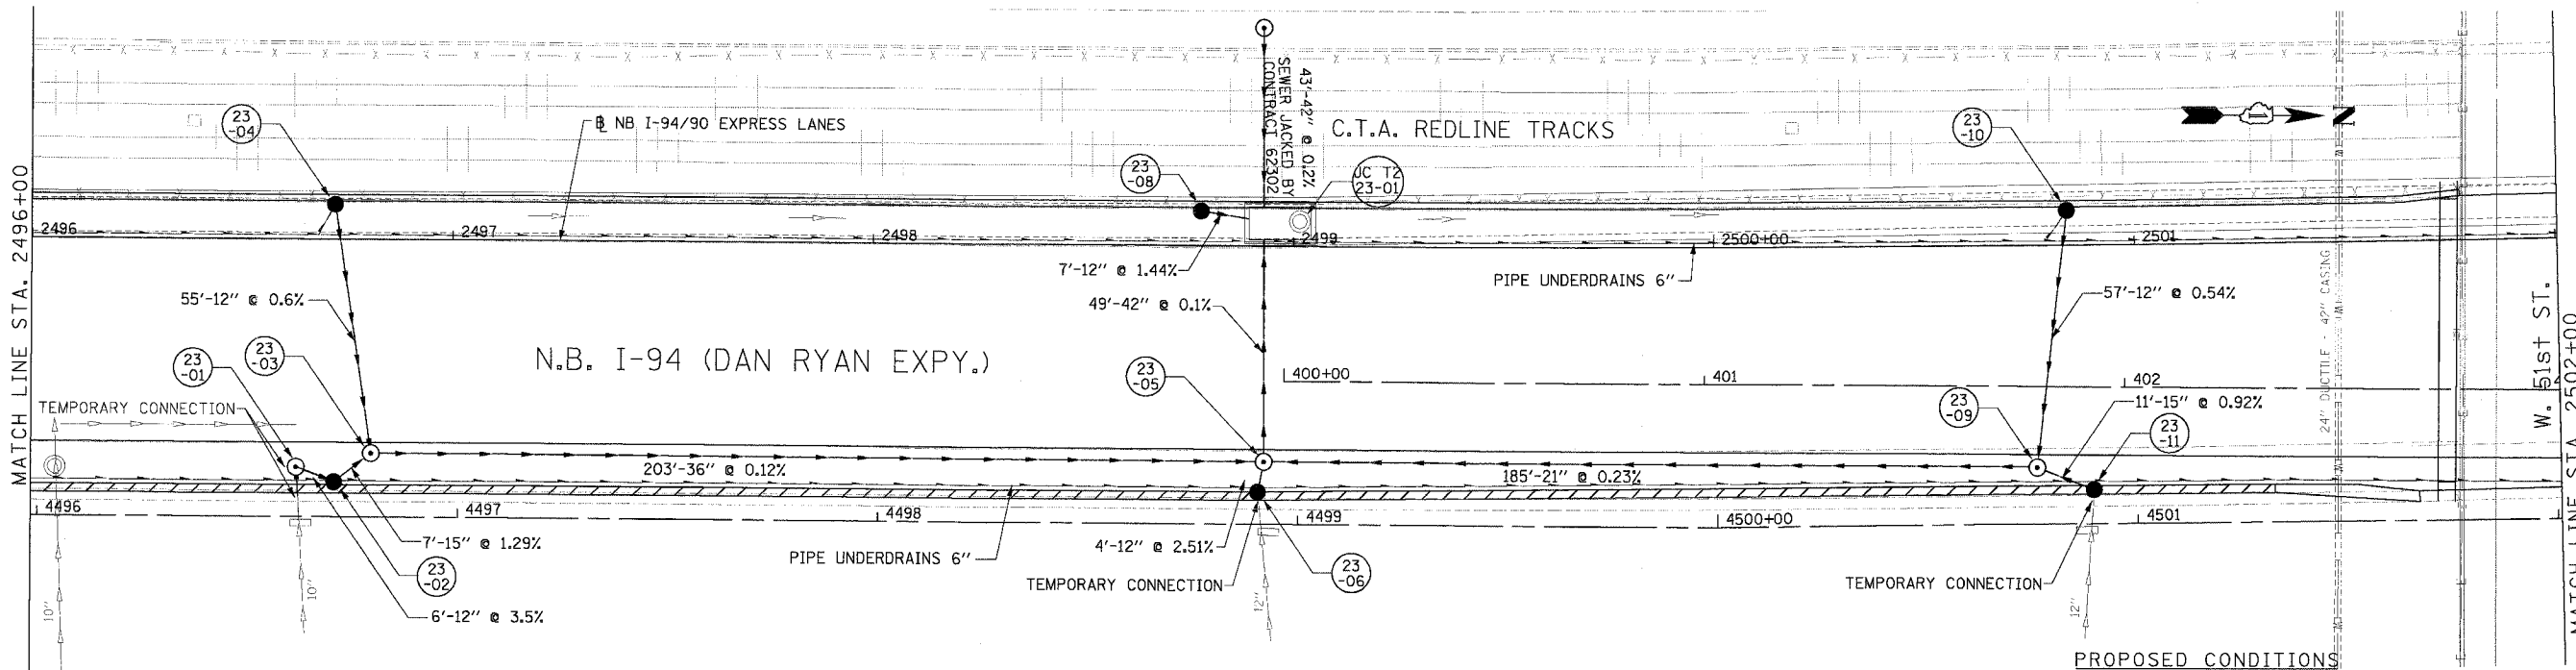 MATCH LINE STA. 2496+00
23
-04
℄ NB I-94/90 EXPRESS LANES
43'-42" @ 0.2%
SEWER JACKED BY
CONTRACT 62302
C.T.A. REDLINE TRACKS
JC T2
23-01
23
-08
23
-10
N
2496
2497
2498
2499
2500+00
2501
7'-12" @ 1.44%
PIPE UNDERDRAINS 6"
55'-12" @ 0.6%
49'-42" @ 0.1%
57'-12" @ 0.54%
24" DUCTILE - 42" CASING
W. 51st ST.
MATCH LINE STA. 2502+00
23
-01
23
-03
N.B. I-94 (DAN RYAN EXPY.)
23
-05
400+00
401
402
TEMPORARY CONNECTION
23
-09
11'-15" @ 0.92%
23
-11
203'-36" @ 0.12%
185'-21" @ 0.23%
4496
4497
4498
4499
4500+00
4501
7'-15" @ 1.29%
PIPE UNDERDRAINS 6"
4'-12" @ 2.51%
23
-02
23
-06
TEMPORARY CONNECTION
TEMPORARY CONNECTION
6'-12" @ 3.5%
10"
10"
12"
12"
PROPOSED CONDITIONS